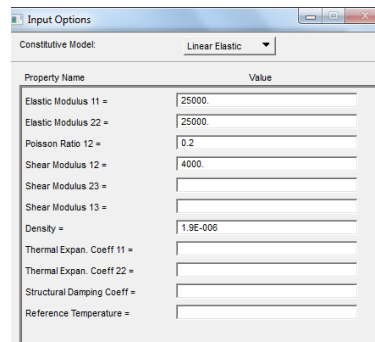 Input Options
Constitutive Model: Linear Elastic
Property Name Value
Elastic Modulus 11 = 25000.
Elastic Modulus 22 = 25000.
Poisson Ratio 12 = 0.2
Shear Modulus 12 = 4000.
Shear Modulus 23 =
Shear Modulus 13 =
Density = 1.9E-006
Thermal Expan. Coeff 11 =
Thermal Expan. Coeff 22 =
Structural Damping Coeff =
Reference Temperature =